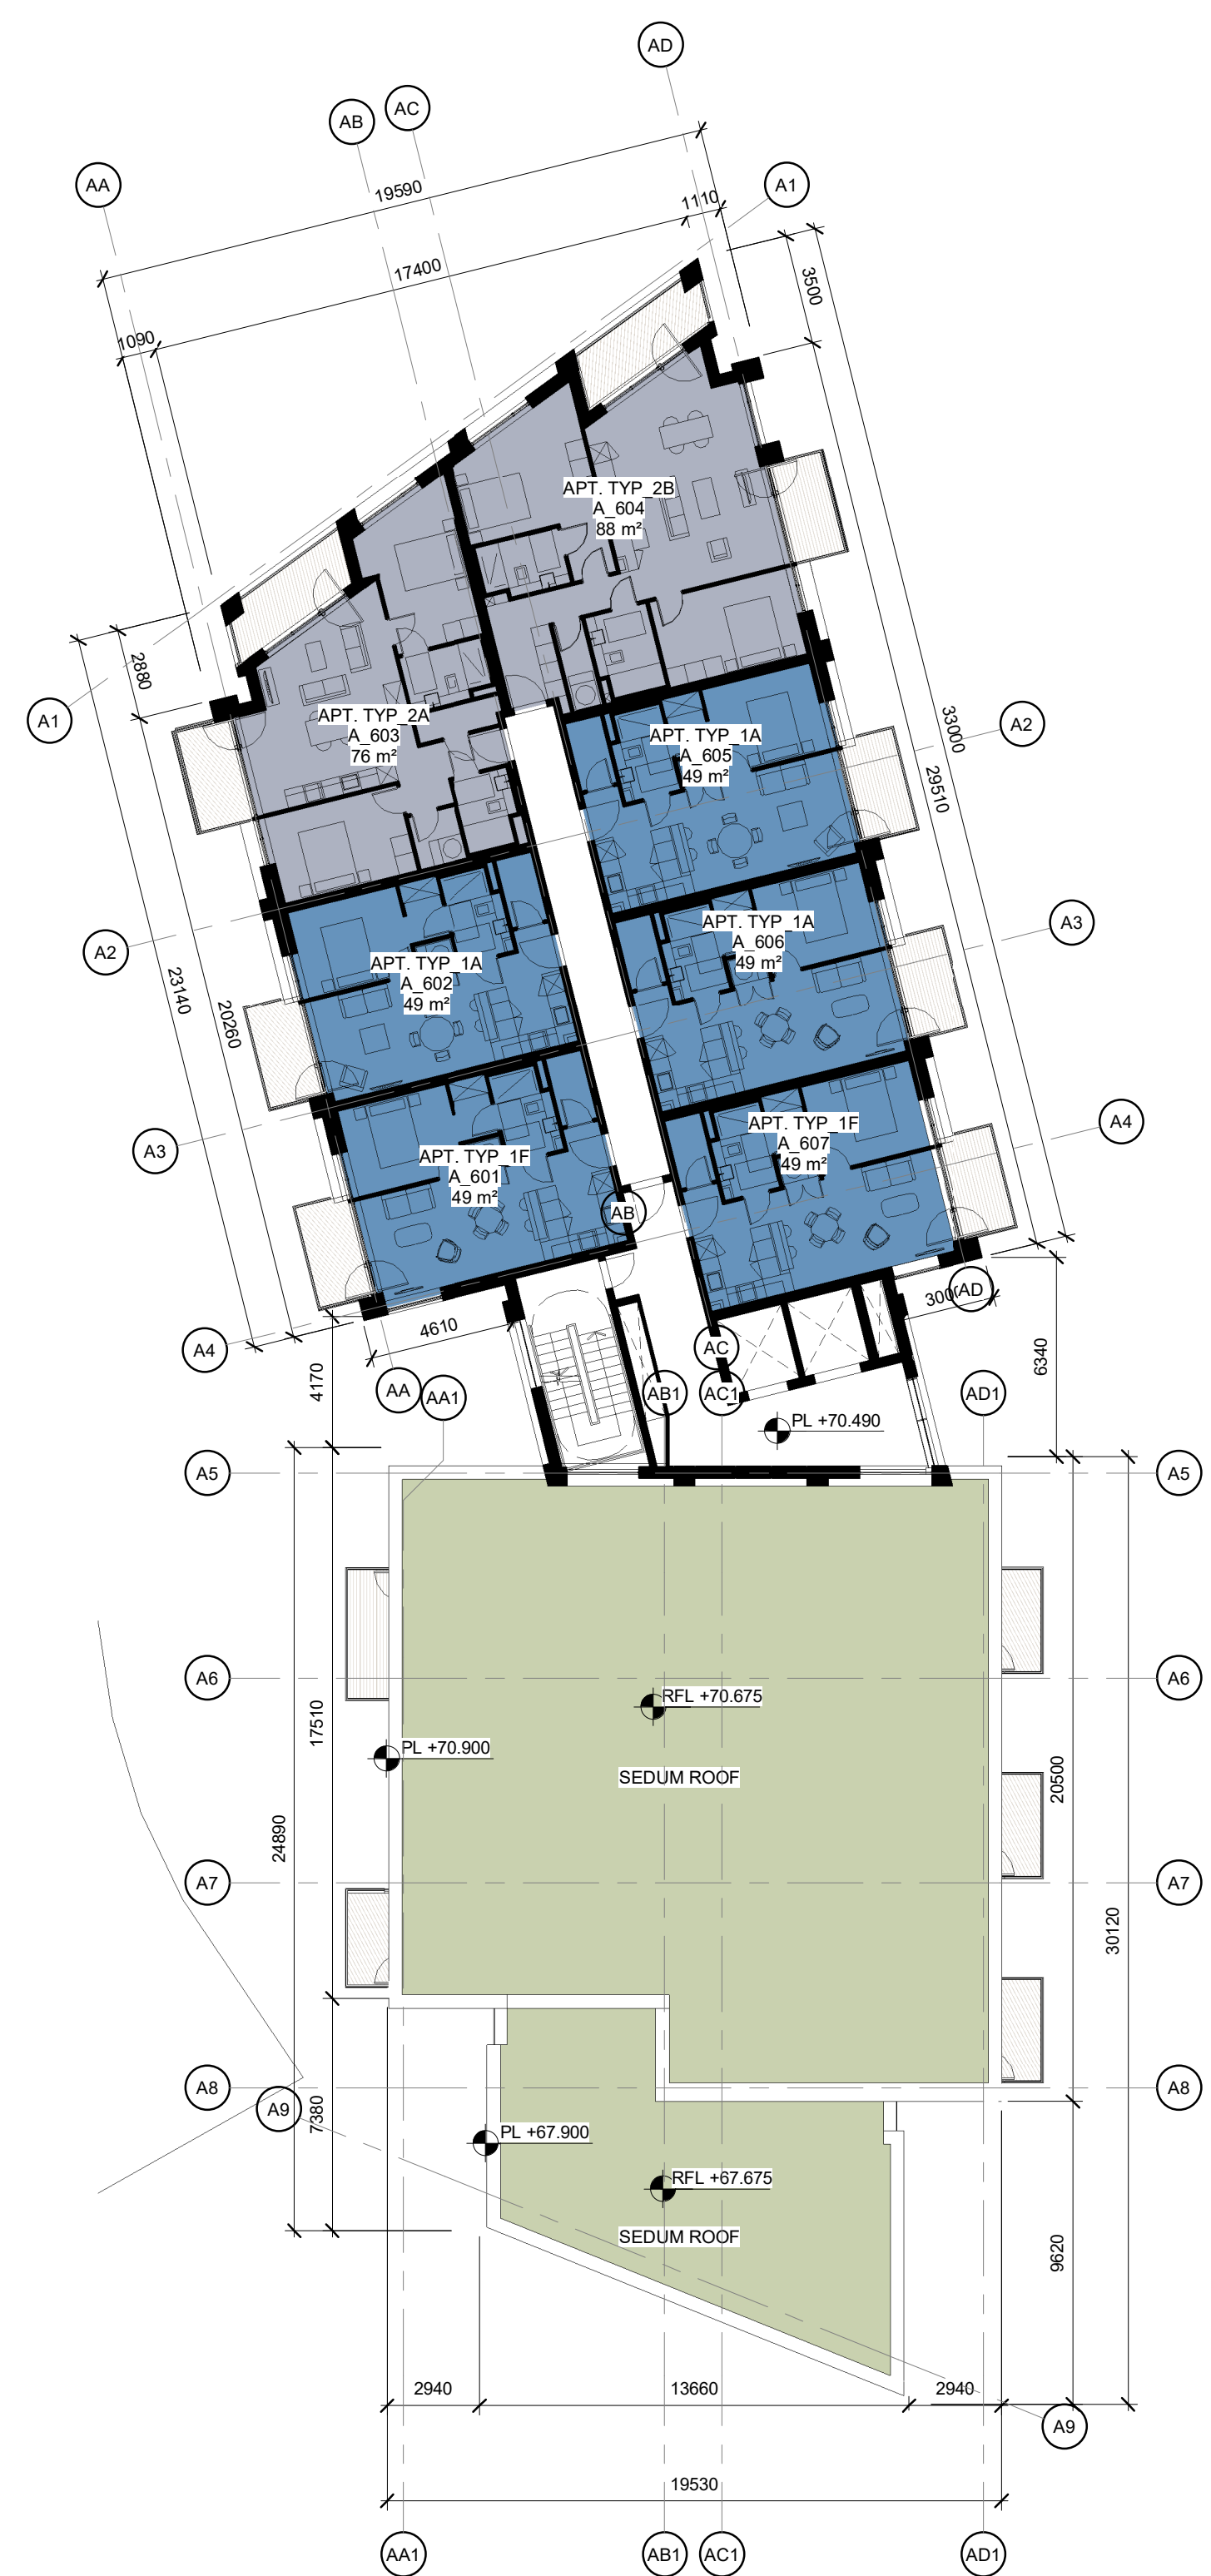 AD
AC
AB
AA
A1
19590
1110
17400
3500
1090
APT. TYP_2B
A_604
88 m²
2880
A1
APT. TYP_2A
A_603
76 m²
APT. TYP_1A
A_605
49 m²
33000
A2
29510
APT. TYP_1A
A_606
49 m²
A3
A2
APT. TYP_1A
A_602
49 m²
23140
20260
APT. TYP_1F
A_607
49 m²
A4
A3
APT. TYP_1F
A_601
49 m²
AB
AD
4610
A4
AC
6340
4170
AA
AA1
AB1
AC1
AD1
PL +70.490
A5
A5
A6
A6
RFL +70.675
17510
PL +70.900
SEDUM ROOF
20500
24890
A7
A7
30120
A8
A8
A9
7380
PL +67.900
RFL +67.675
SEDUM ROOF
9620
2940
13660
2940
A9
19530
AA1
AB1
AC1
AD1